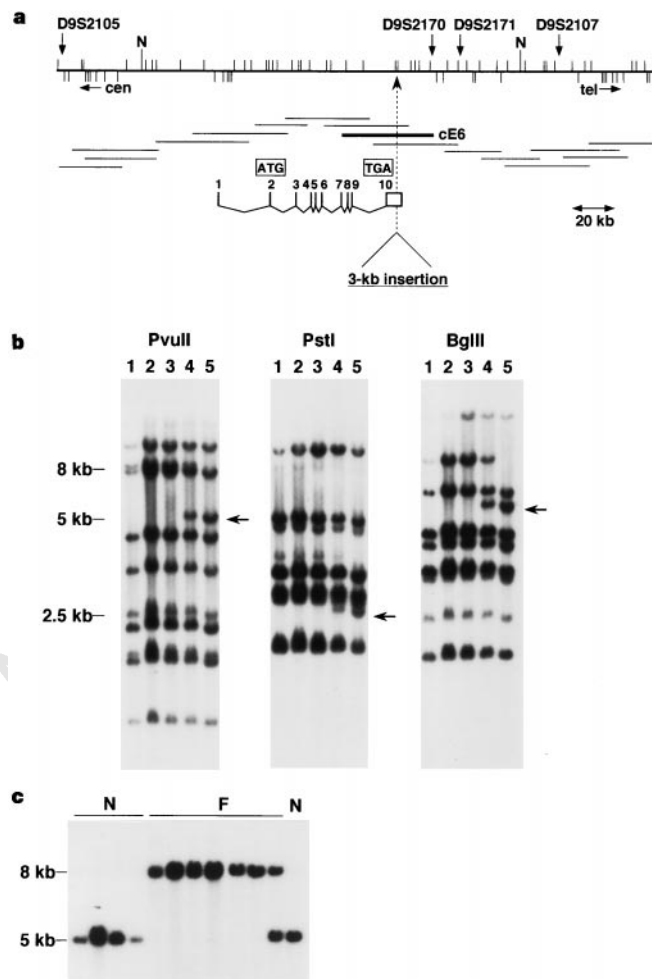 a
D9S2105 D9S2170 D9S2171 D9S2107
N N
cen tel
cE6
ATG TGA
1 2 3 4 5 6 7 8 9 10
20 kb
3-kb insertion
b
PvuII PstI BglII
1 2 3 4 5 1 2 3 4 5 1 2 3 4 5
8 kb
5 kb
2.5 kb
c
N F N
8 kb
5 kb